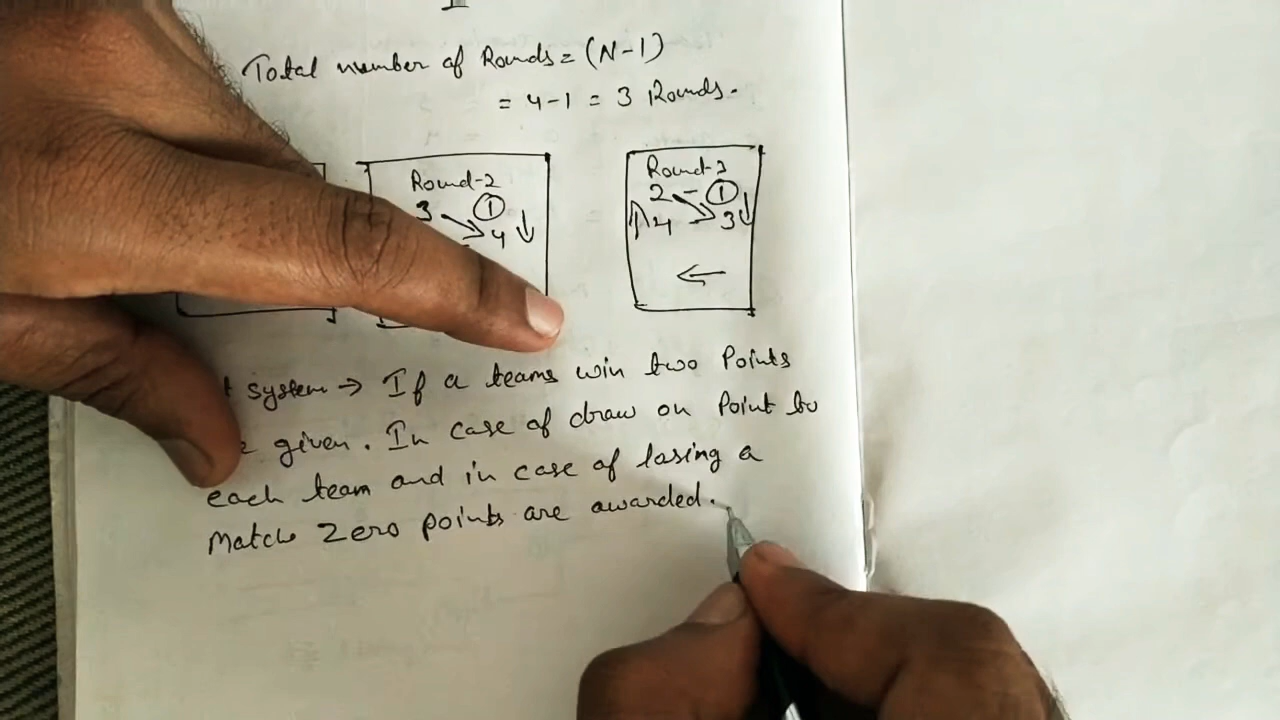 Total number of Rounds = (N-1)
= 4-1 = 3 Rounds.
Round-2
3 1
4
Round-3
2 - 1
4 3
system → If a teams win two Points
given. In case of draw on Point to
each team and in case of losing a
Match Zero points are awarded.